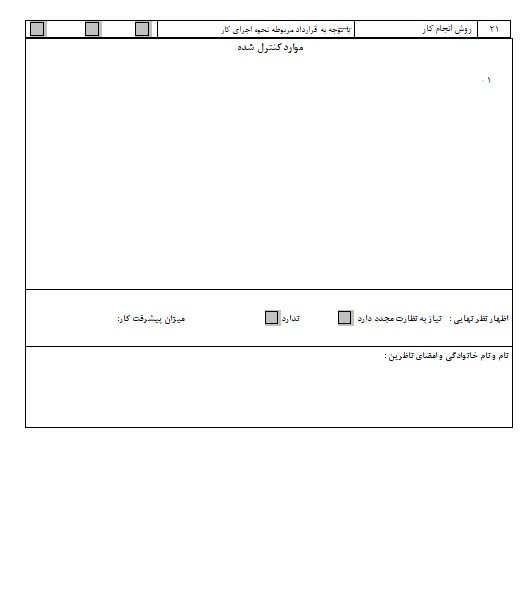 ۲۱ روش انجام کار با توجه به قرارداد مربوطه نحوه اجرای کار
موارد کنترل شده
۱ -
اظهار نظر نهایی : نیاز به نظارت مجدد دارد ندارد میزان پیشرفت کار:
نام و نام خانوادگی و امضای ناظرین :